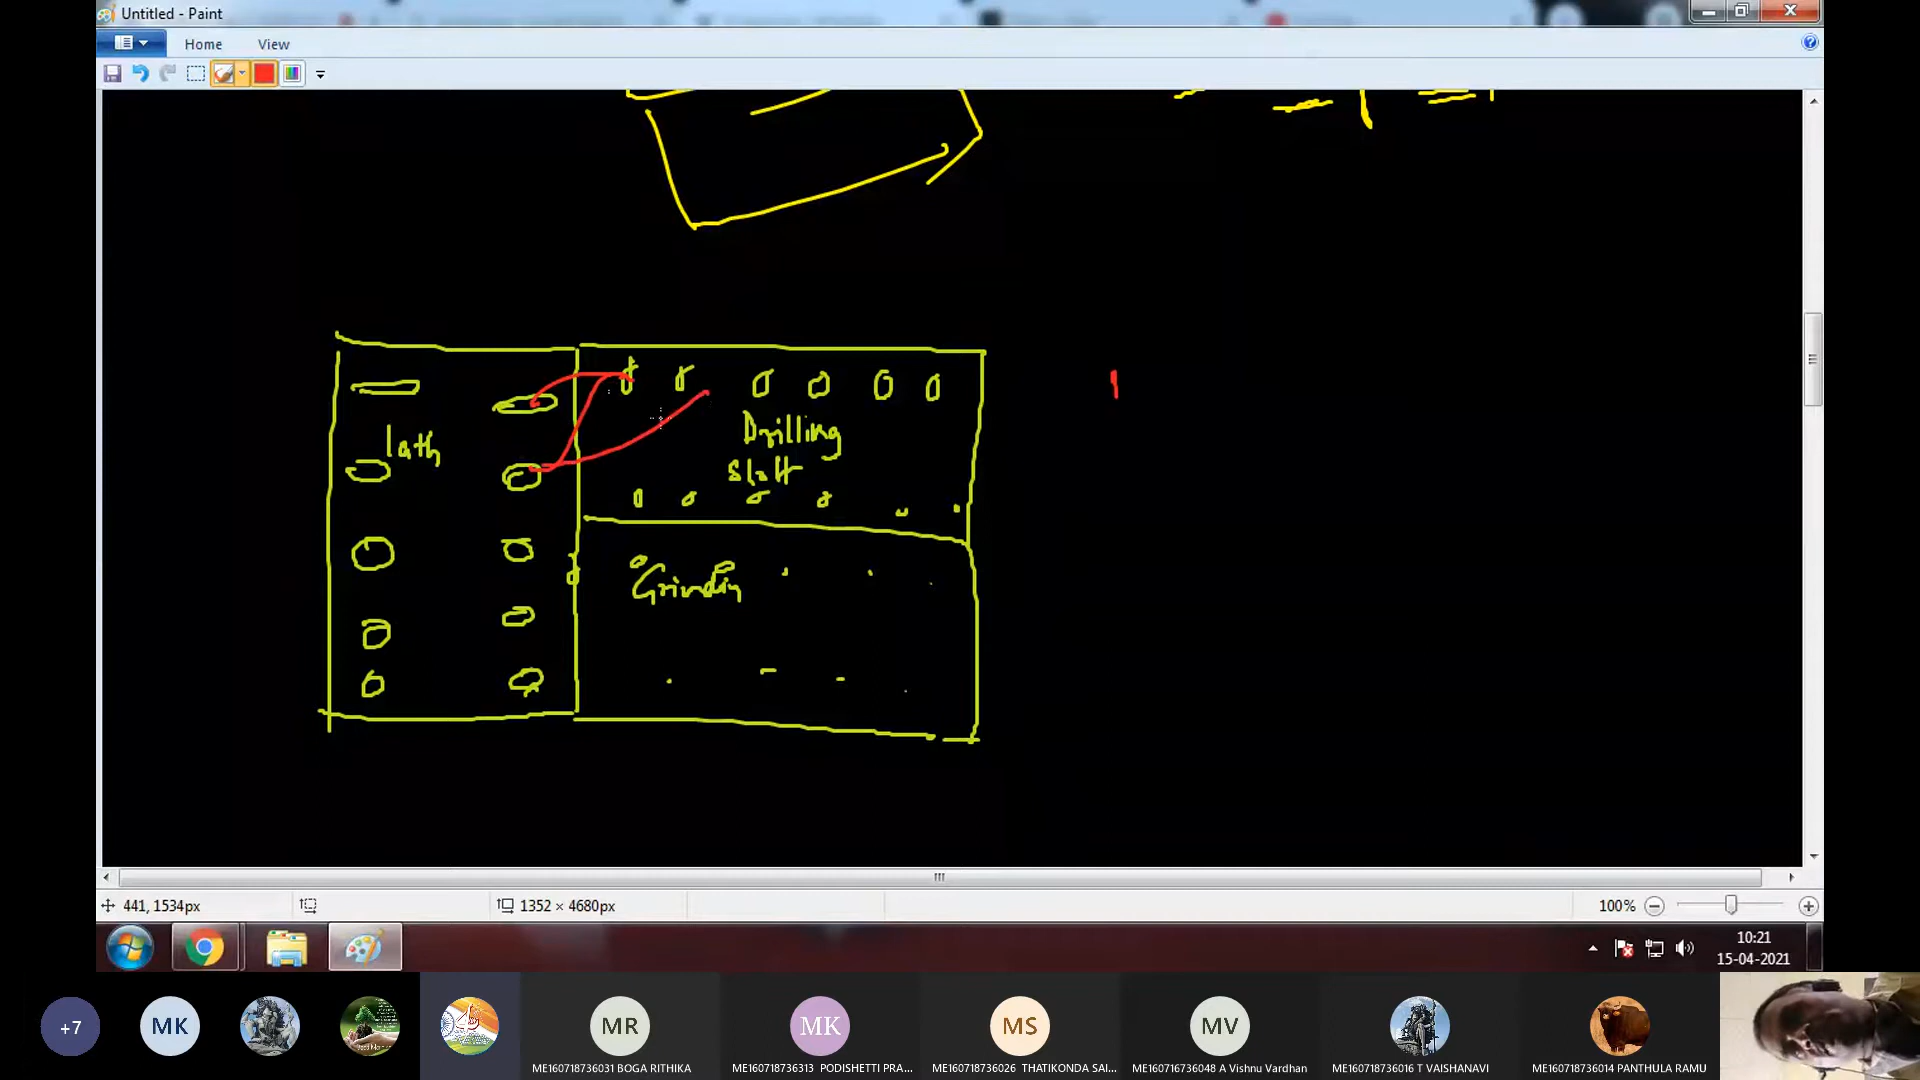 Untitled - Paint
Home View
lath
Drilling
Slott
Grindin
441, 1534px
1352 × 4680px
100%
10:21
15-04-2021
+7
MK
MR
MK
MS
MV
ME160718736031 BOGA RITHIKA
ME160718736313 PODISHETTI PRA...
ME160718736026 THATIKONDA SAI...
ME160716736048 A Vishnu Vardhan
ME160718736016 T VAISHANAVI
ME160718736014 PANTHULA RAMU